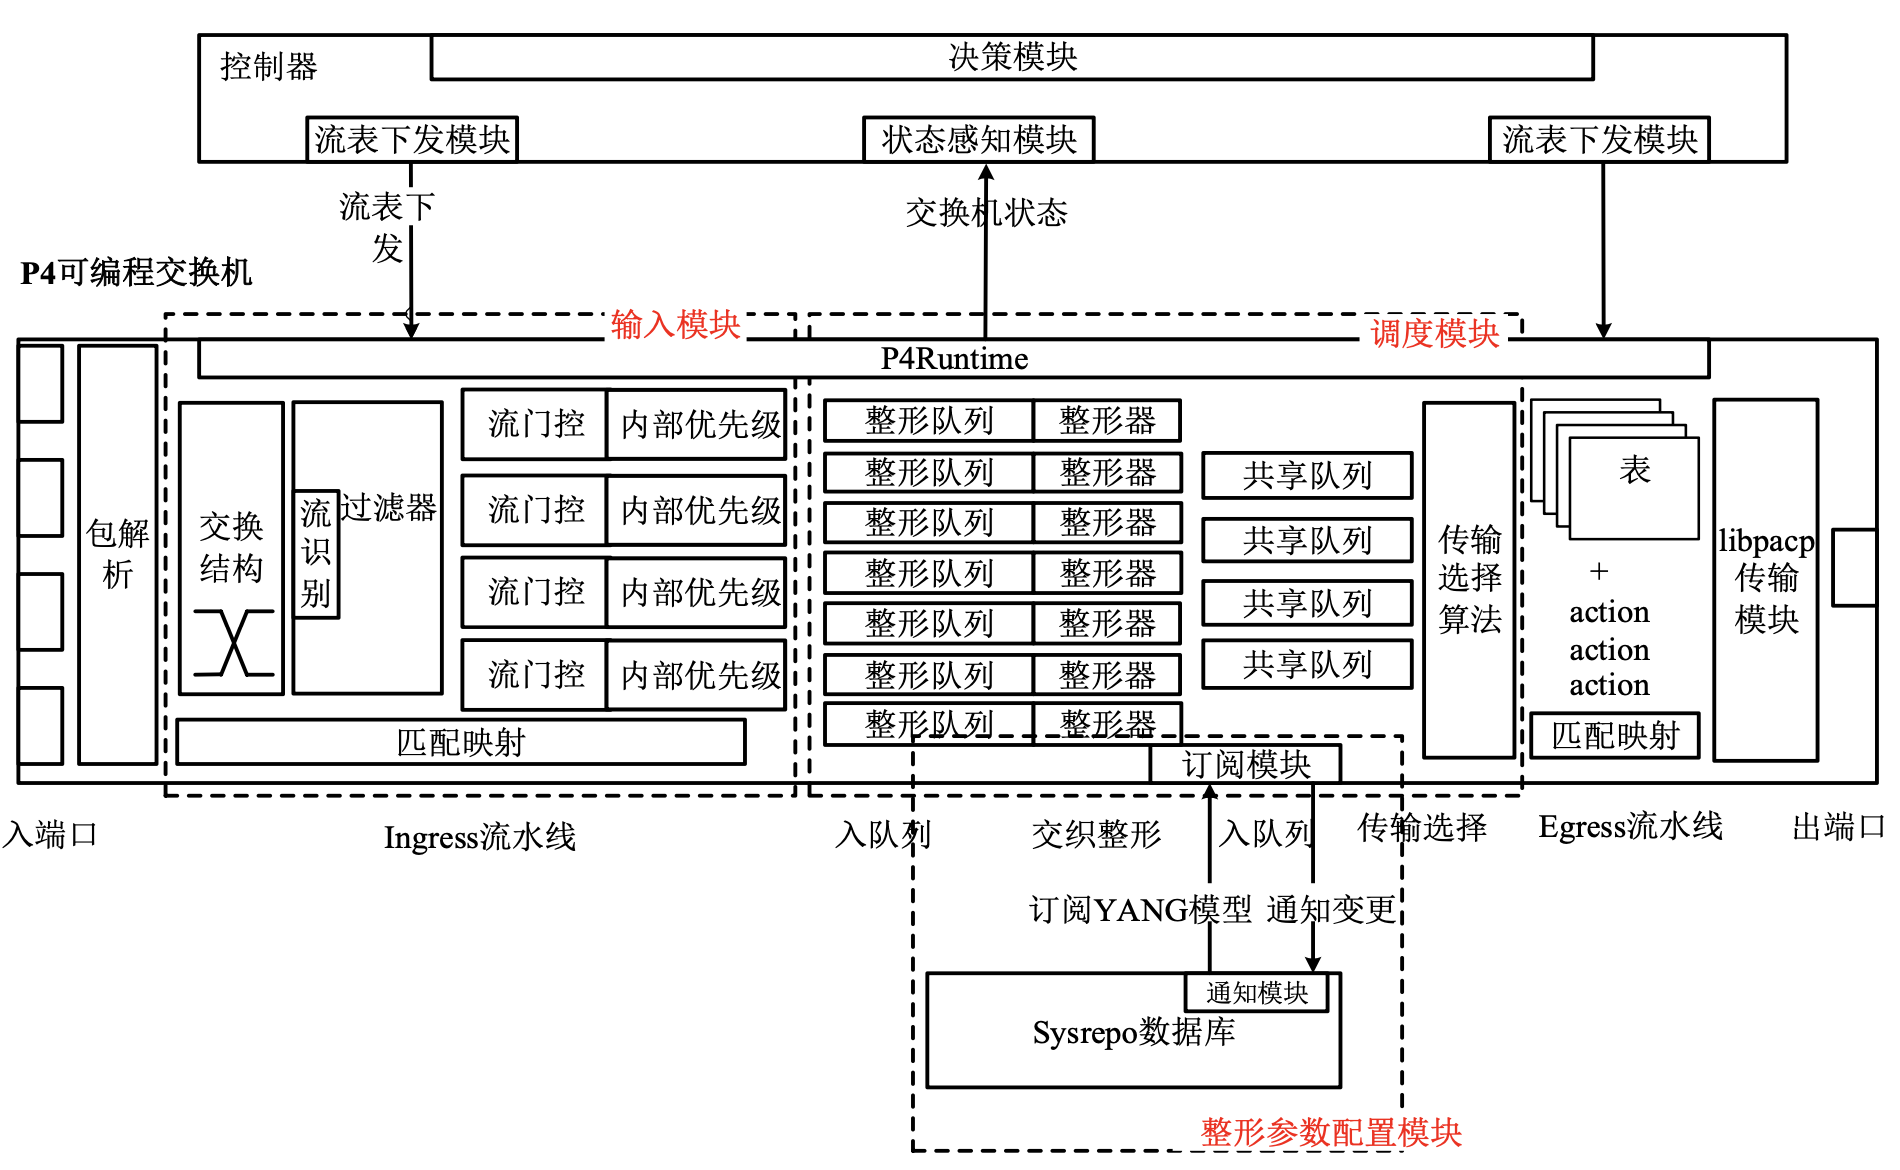 控制器
决策模块
流表下发模块
状态感知模块
流表下发模块
流表下
发
交换机状态
P4可编程交换机
输入模块
调度模块
P4Runtime
包解
析
交换
结构
流
识
别
过滤器
流门控
内部优先级
流门控
内部优先级
流门控
内部优先级
流门控
内部优先级
匹配映射
整形队列
整形器
整形队列
整形器
整形队列
整形器
整形队列
整形器
整形队列
整形器
整形队列
整形器
整形队列
整形器
共享队列
共享队列
共享队列
共享队列
传输
选择
算法
表
+
action
action
action
匹配映射
libpacp
传输
模块
订阅模块
入端口
Ingress流水线
入队列
交织整形
入队列
传输选择
Egress流水线
出端口
订阅YANG模型
通知变更
通知模块
Sysrepo数据库
整形参数配置模块